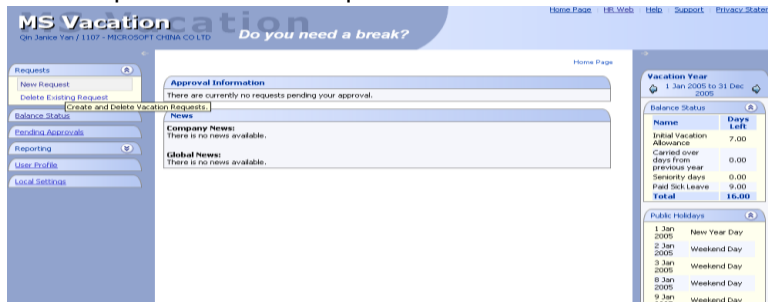 MS Vacation
Qin Janice Yan / 1107 - MICROSOFT CHINA CO LTD
Do you need a break?
Home Page HR Web Help Support Privacy Stater
Home Page
Requests
New Request
Delete Existing Request
Create and Delete Vacation Requests.
Balance Status
Pending Approvals
Reporting
User Profile
Local Settings
Approval Information
There are currently no requests pending your approval.
News
Company News:
There is no news available.
Global News:
There is no news available.
Vacation Year
1 Jan 2005 to 31 Dec
2005
Balance Status
Name Days Left
Initial Vacation Allowance 7.00
Carried over days from previous year 0.00
Seniority days 0.00
Paid Sick Leave 9.00
Total 16.00
Public Holidays
1 Jan 2005 New Year Day
2 Jan 2005 Weekend Day
3 Jan 2005 Weekend Day
8 Jan 2005 Weekend Day
9 Jan Weekend Day